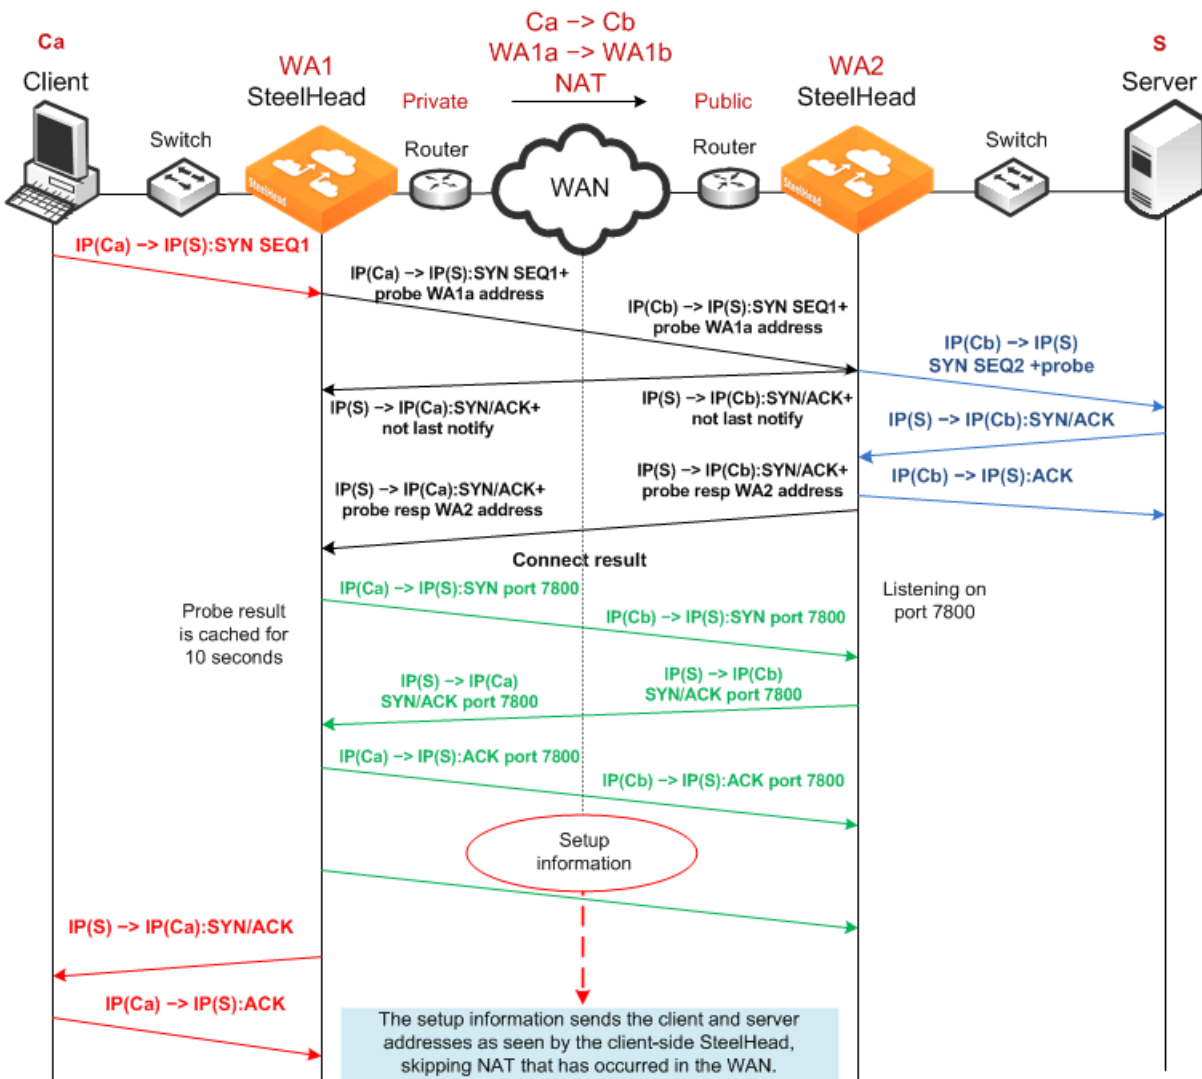 Ca −> Cb
WA1a −> WA1b
NAT
Ca
Client
WA1
SteelHead
Private
Public
WA2
SteelHead
S
Server
Switch
Router
Router
Switch
WAN
SteelHead
SteelHead
IP(Ca) −> IP(S):SYN SEQ1
IP(Ca) −> IP(S):SYN SEQ1+
probe WA1a address
IP(Cb) −> IP(S):SYN SEQ1+
probe WA1a address
IP(Cb) −> IP(S)
SYN SEQ2 +probe
IP(S) −> IP(Ca):SYN/ACK+
not last notify
IP(S) −> IP(Cb):SYN/ACK+
not last notify
IP(S) −> IP(Cb):SYN/ACK
IP(S) −> IP(Ca):SYN/ACK+
probe resp WA2 address
IP(S) −> IP(Cb):SYN/ACK+
probe resp WA2 address
IP(Cb) −> IP(S):ACK
Connect result
IP(Ca) −> IP(S):SYN port 7800
Listening on
port 7800
Probe result
is cached for
10 seconds
IP(Cb) −> IP(S):SYN port 7800
IP(S) −> IP(Ca)
SYN/ACK port 7800
IP(S) −> IP(Cb)
SYN/ACK port 7800
IP(Ca) −> IP(S):ACK port 7800
IP(Cb) −> IP(S):ACK port 7800
Setup
information
IP(S) −> IP(Ca):SYN/ACK
IP(Ca) −> IP(S):ACK
The setup information sends the client and server
addresses as seen by the client-side SteelHead,
skipping NAT that has occurred in the WAN.